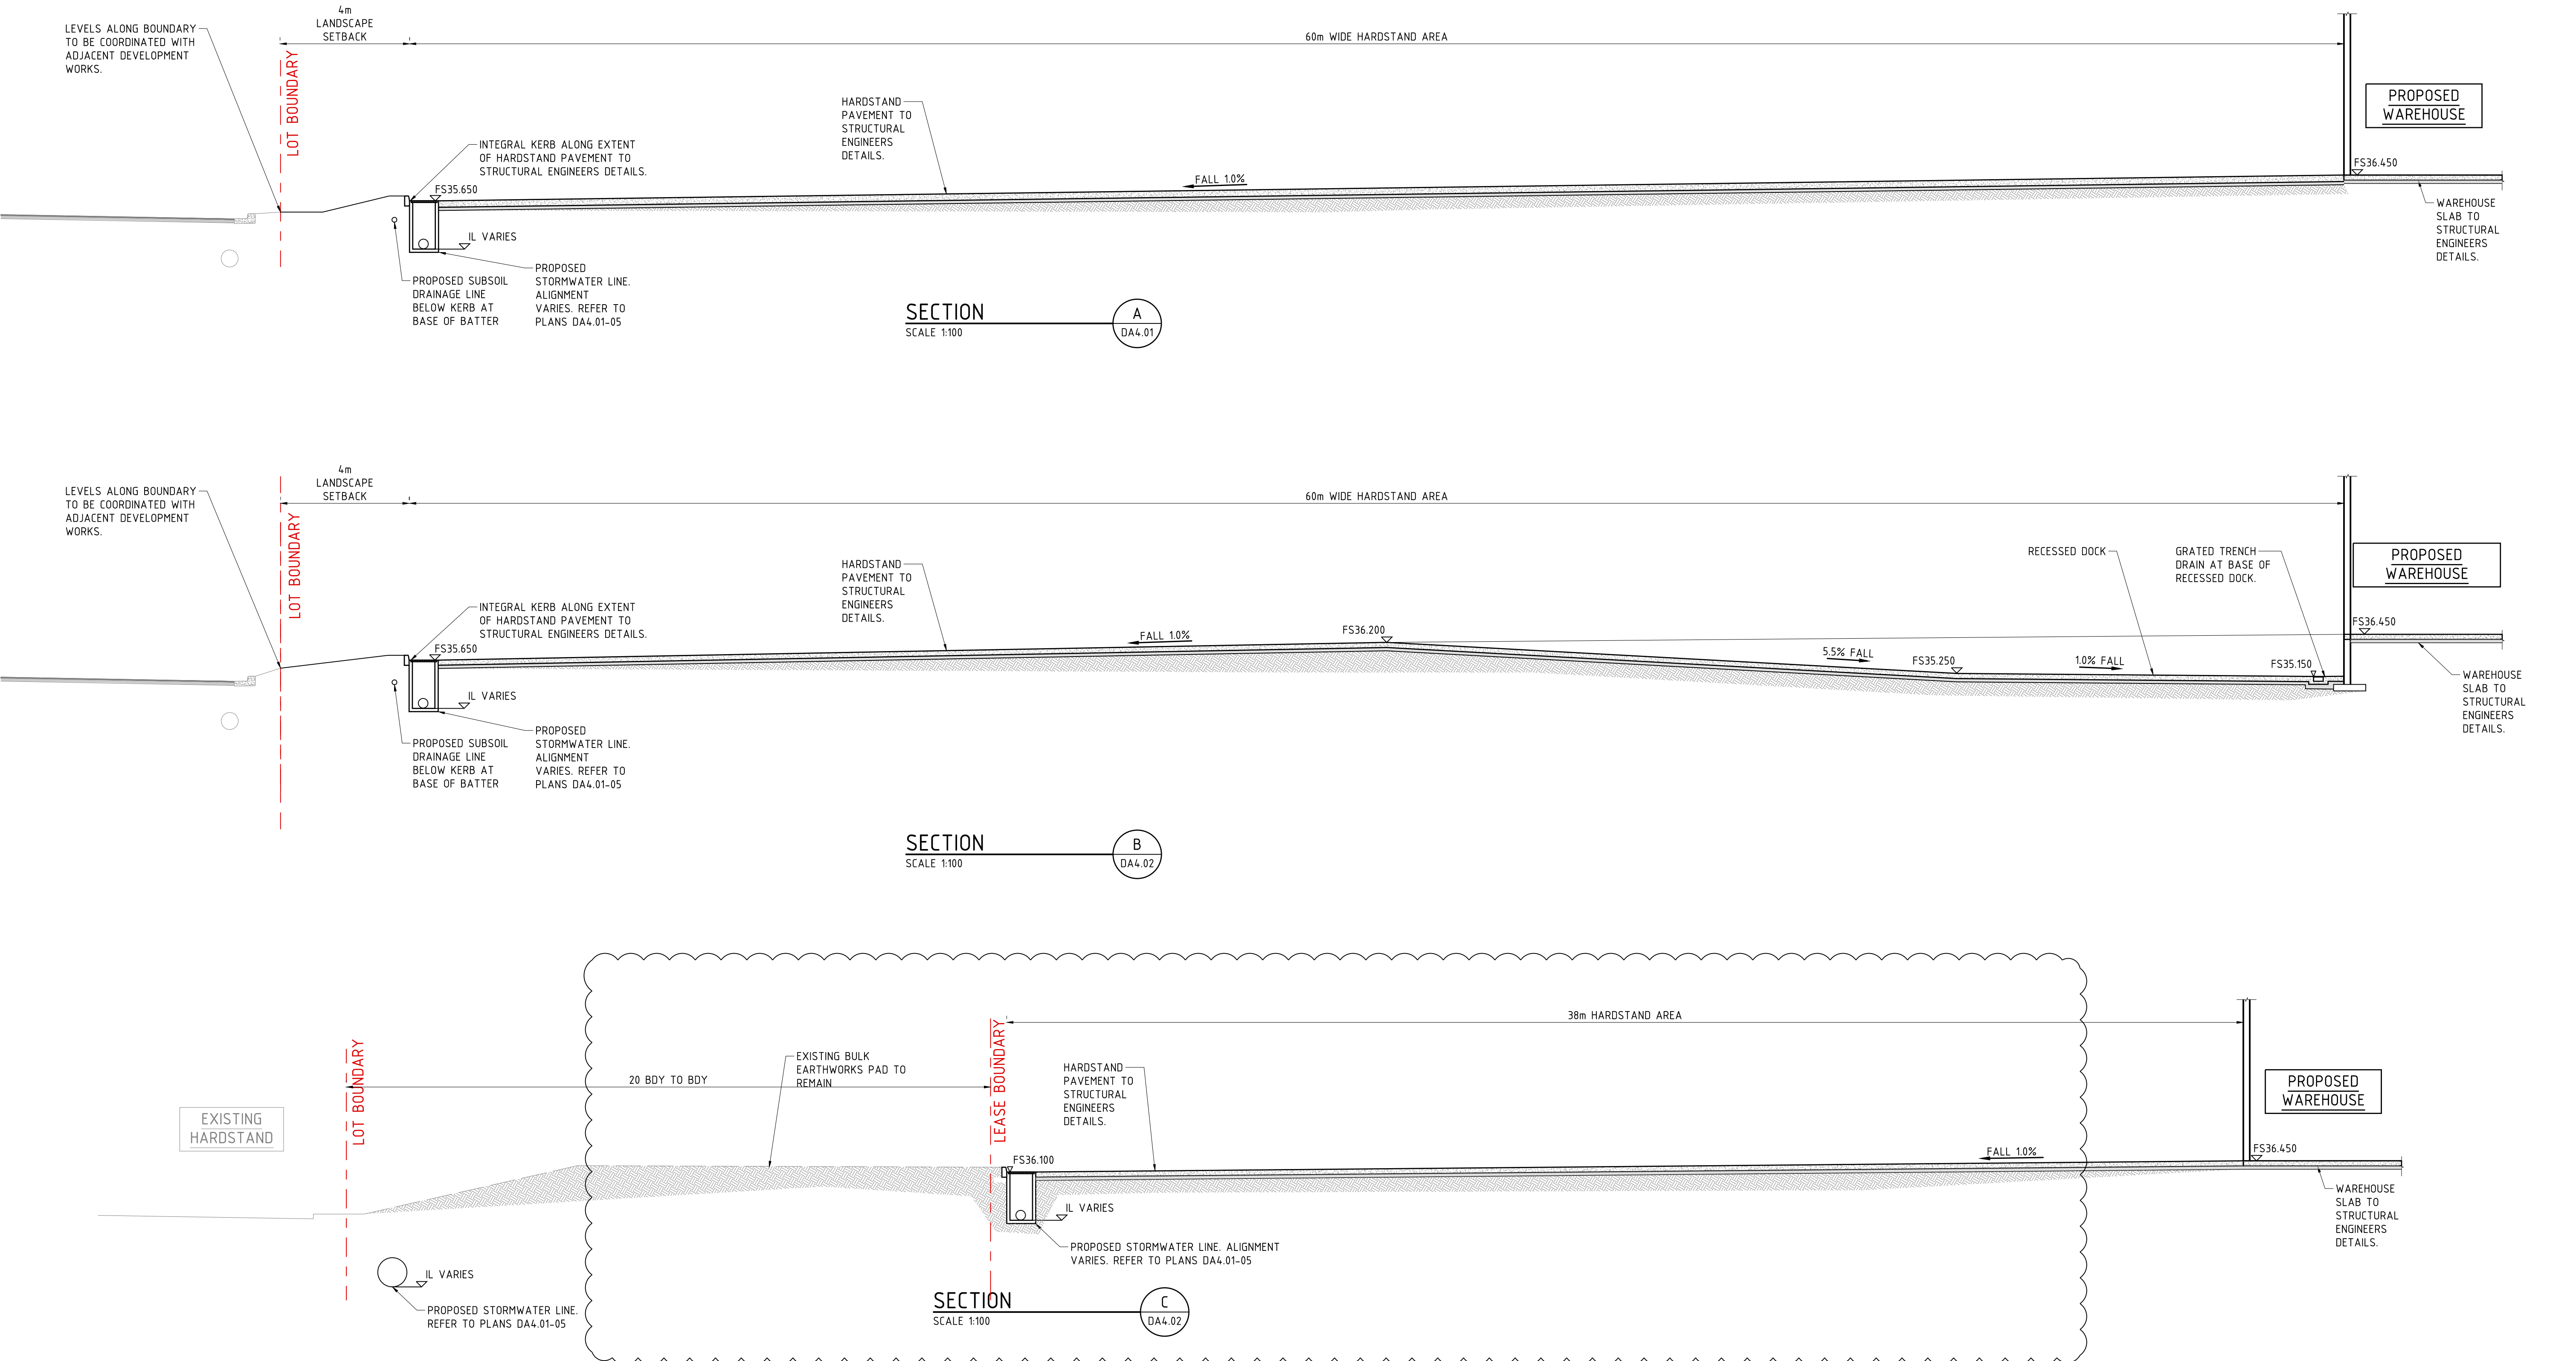 4m
LANDSCAPE
SETBACK
LEVELS ALONG BOUNDARY
TO BE COORDINATED WITH
ADJACENT DEVELOPMENT
WORKS.
LOT BOUNDARY
60m WIDE HARDSTAND AREA
HARDSTAND
PAVEMENT TO
STRUCTURAL
ENGINEERS
DETAILS.
PROPOSED
WAREHOUSE
INTEGRAL KERB ALONG EXTENT
OF HARDSTAND PAVEMENT TO
STRUCTURAL ENGINEERS DETAILS.
FS35.650
FALL 1.0%
FS36.450
IL VARIES
WAREHOUSE
SLAB TO
STRUCTURAL
ENGINEERS
DETAILS.
PROPOSED SUBSOIL
DRAINAGE LINE
BELOW KERB AT
BASE OF BATTER
PROPOSED
STORMWATER LINE.
ALIGNMENT
VARIES. REFER TO
PLANS DA4.01-05
SECTION
SCALE 1:100
A
DA4.01
4m
LANDSCAPE
SETBACK
LEVELS ALONG BOUNDARY
TO BE COORDINATED WITH
ADJACENT DEVELOPMENT
WORKS.
LOT BOUNDARY
60m WIDE HARDSTAND AREA
HARDSTAND
PAVEMENT TO
STRUCTURAL
ENGINEERS
DETAILS.
RECESSED DOCK
GRATED TRENCH
DRAIN AT BASE OF
RECESSED DOCK.
PROPOSED
WAREHOUSE
INTEGRAL KERB ALONG EXTENT
OF HARDSTAND PAVEMENT TO
STRUCTURAL ENGINEERS DETAILS.
FS35.650
FALL 1.0%
FS36.200
5.5% FALL
FS35.250
1.0% FALL
FS35.150
FS36.450
IL VARIES
WAREHOUSE
SLAB TO
STRUCTURAL
ENGINEERS
DETAILS.
PROPOSED SUBSOIL
DRAINAGE LINE
BELOW KERB AT
BASE OF BATTER
PROPOSED
STORMWATER LINE.
ALIGNMENT
VARIES. REFER TO
PLANS DA4.01-05
SECTION
SCALE 1:100
B
DA4.02
38m HARDSTAND AREA
LOT BOUNDARY
20 BDY TO BDY
EXISTING BULK
EARTHWORKS PAD TO
REMAIN
LEASE BOUNDARY
HARDSTAND
PAVEMENT TO
STRUCTURAL
ENGINEERS
DETAILS.
PROPOSED
WAREHOUSE
EXISTING
HARDSTAND
FS36.100
FALL 1.0%
FS36.450
IL VARIES
WAREHOUSE
SLAB TO
STRUCTURAL
ENGINEERS
DETAILS.
PROPOSED STORMWATER LINE. ALIGNMENT
VARIES. REFER TO PLANS DA4.01-05
IL VARIES
PROPOSED STORMWATER LINE.
REFER TO PLANS DA4.01-05
SECTION
SCALE 1:100
C
DA4.02